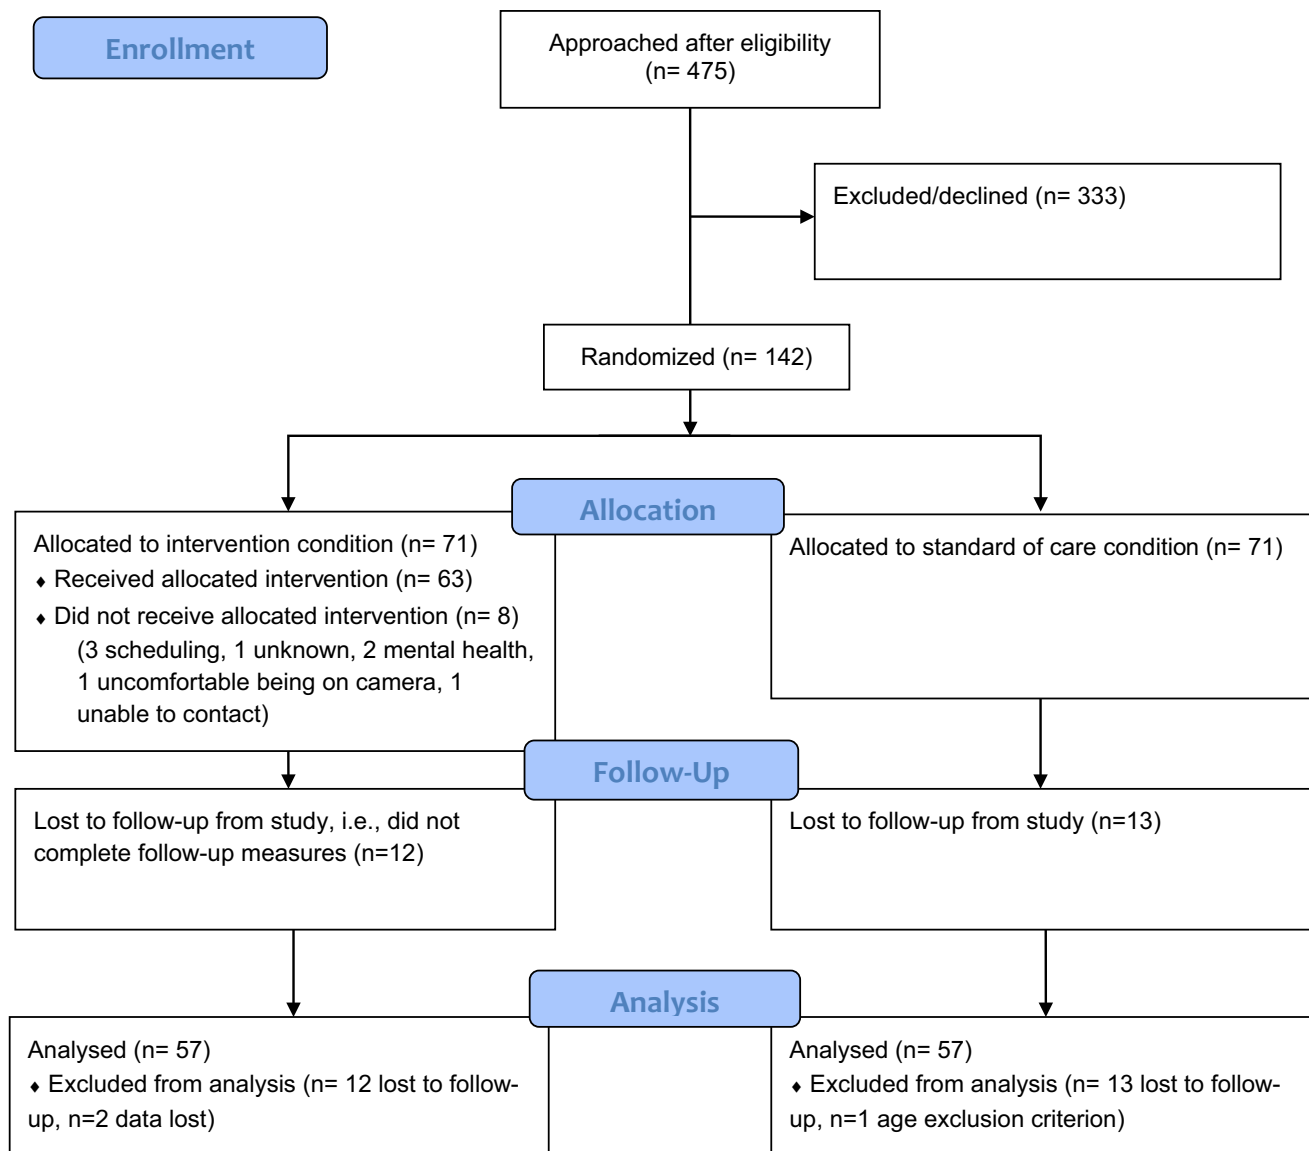 Enrollment
Approached after eligibility
(n= 475)
Excluded/declined (n= 333)
Randomized (n= 142)
Allocation
Allocated to intervention condition (n= 71)
♦ Received allocated intervention (n= 63)
♦ Did not receive allocated intervention (n= 8)
(3 scheduling, 1 unknown, 2 mental health,
1 uncomfortable being on camera, 1
unable to contact)
Allocated to standard of care condition (n= 71)
Follow-Up
Lost to follow-up from study, i.e., did not
complete follow-up measures (n=12)
Lost to follow-up from study (n=13)
Analysis
Analysed (n= 57)
♦ Excluded from analysis (n= 12 lost to follow-
up, n=2 data lost)
Analysed (n= 57)
♦ Excluded from analysis (n= 13 lost to follow-
up, n=1 age exclusion criterion)